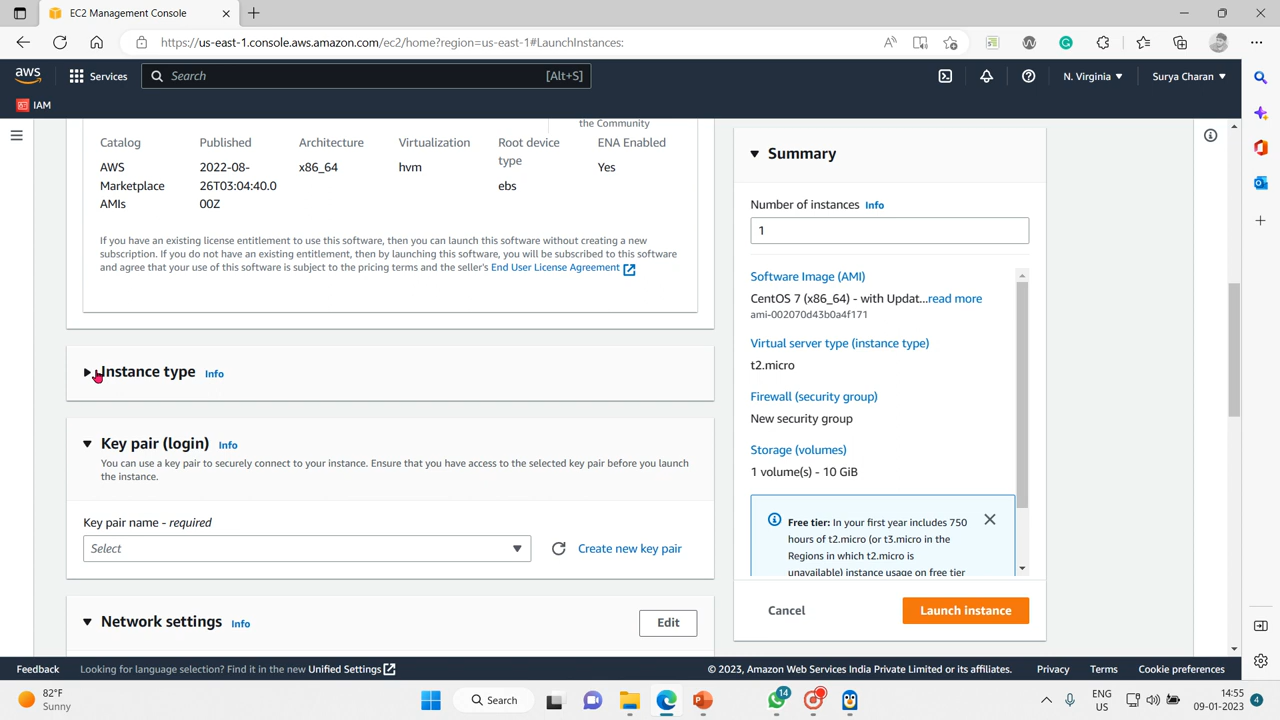 EC2 Management Console
https://us-east-1.console.aws.amazon.com/ec2/home?region=us-east-1#LaunchInstances:
aws
Services
Search
[Alt+S]
N. Virginia
Surya Charan
IAM
the Community
Catalog
Published
Architecture
Virtualization
Root device
type
ENA Enabled
AWS
Marketplace
AMIs
2022-08-
26T03:04:40.0
00Z
x86_64
hvm
ebs
Yes
If you have an existing license entitlement to use this software, then you can launch this software without creating a new
subscription. If you do not have an existing entitlement, then by launching this software, you will be subscribed to this software
and agree that your use of this software is subject to the pricing terms and the seller's End User License Agreement
Instance type Info
Key pair (login) Info
You can use a key pair to securely connect to your instance. Ensure that you have access to the selected key pair before you launch
the instance.
Key pair name - required
Select
Create new key pair
Network settings Info
Edit
Summary
Number of instances Info
1
Software Image (AMI)
CentOS 7 (x86_64) - with Updat...read more
ami-002070d43b0a4f171
Virtual server type (instance type)
t2.micro
Firewall (security group)
New security group
Storage (volumes)
1 volume(s) - 10 GiB
Free tier: In your first year includes 750
hours of t2.micro (or t3.micro in the
Regions in which t2.micro is
unavailable) instance usage on free tier
Cancel
Launch instance
Feedback
Looking for language selection? Find it in the new Unified Settings
© 2023, Amazon Web Services India Private Limited or its affiliates.
Privacy
Terms
Cookie preferences
82°F
Sunny
Search
14
ENG
US
14:55
09-01-2023
4